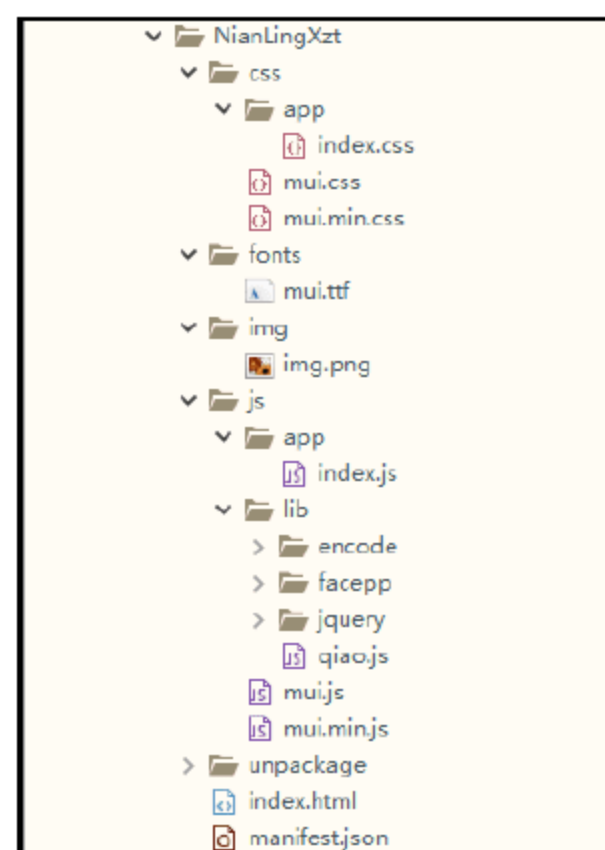 NianLingXzt
css
app
index.css
mui.css
mui.min.css
fonts
mui.ttf
img
img.png
js
app
index.js
lib
encode
facepp
jquery
qiao.js
mui.js
mui.min.js
unpackage
index.html
manifest.json